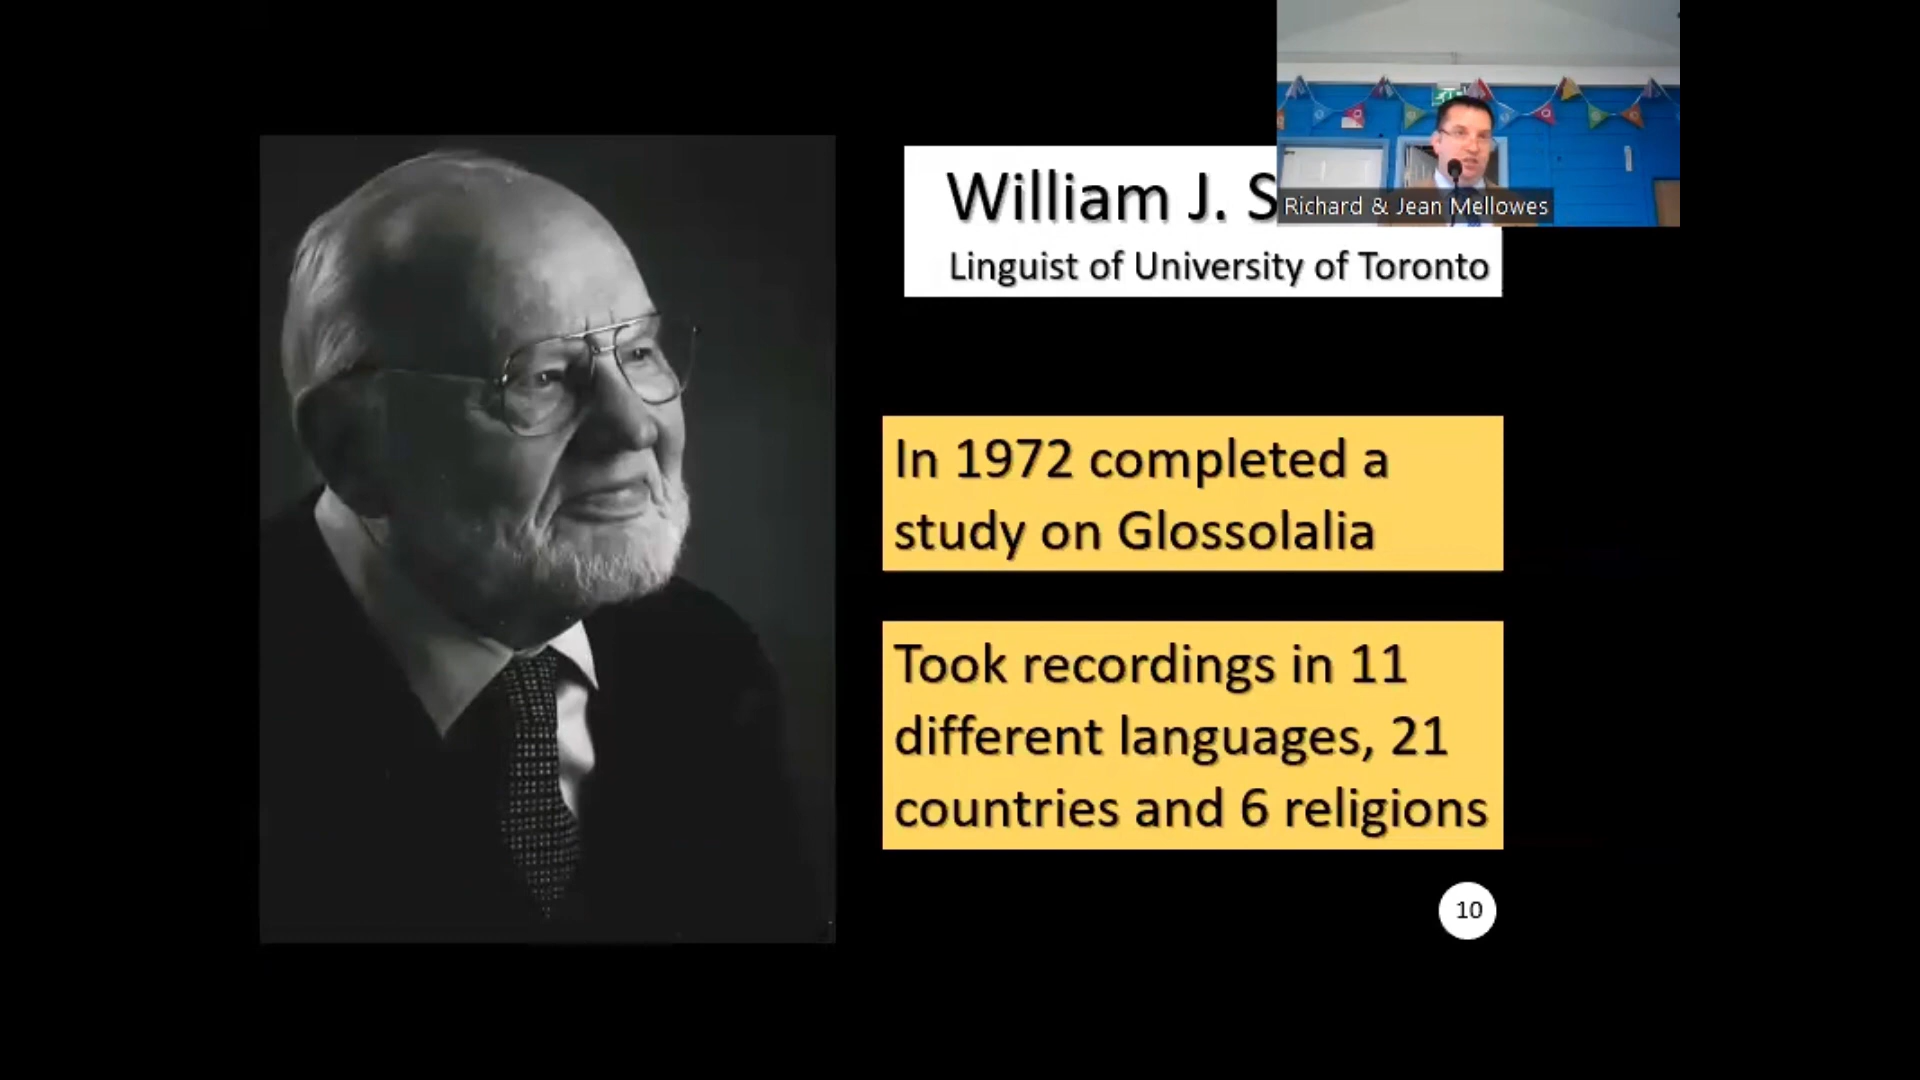 William J. S
Richard & Jean Mellowes
Linguist of University of Toronto
In 1972 completed a
study on Glossolalia
Took recordings in 11
different languages, 21
countries and 6 religions
10